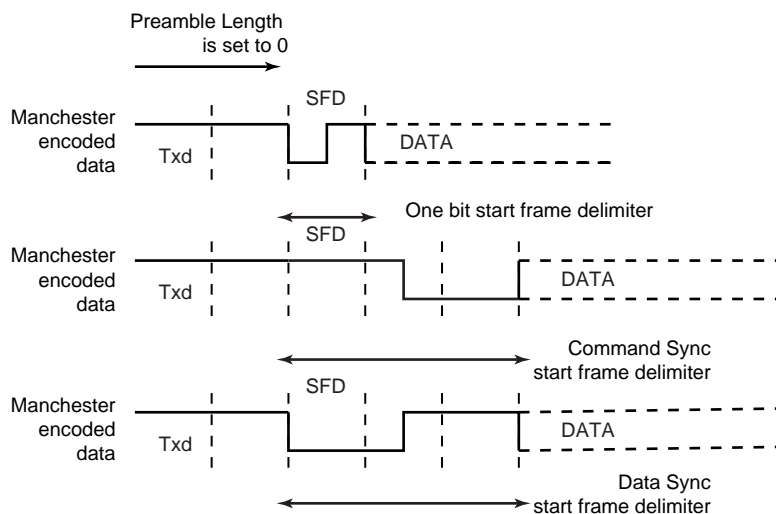 Preamble Length
is set to 0
SFD
Manchester
encoded
data
Txd
DATA
One bit start frame delimiter
SFD
Manchester
encoded
data
Txd
DATA
Command Sync
start frame delimiter
SFD
Manchester
encoded
data
Txd
DATA
Data Sync
start frame delimiter